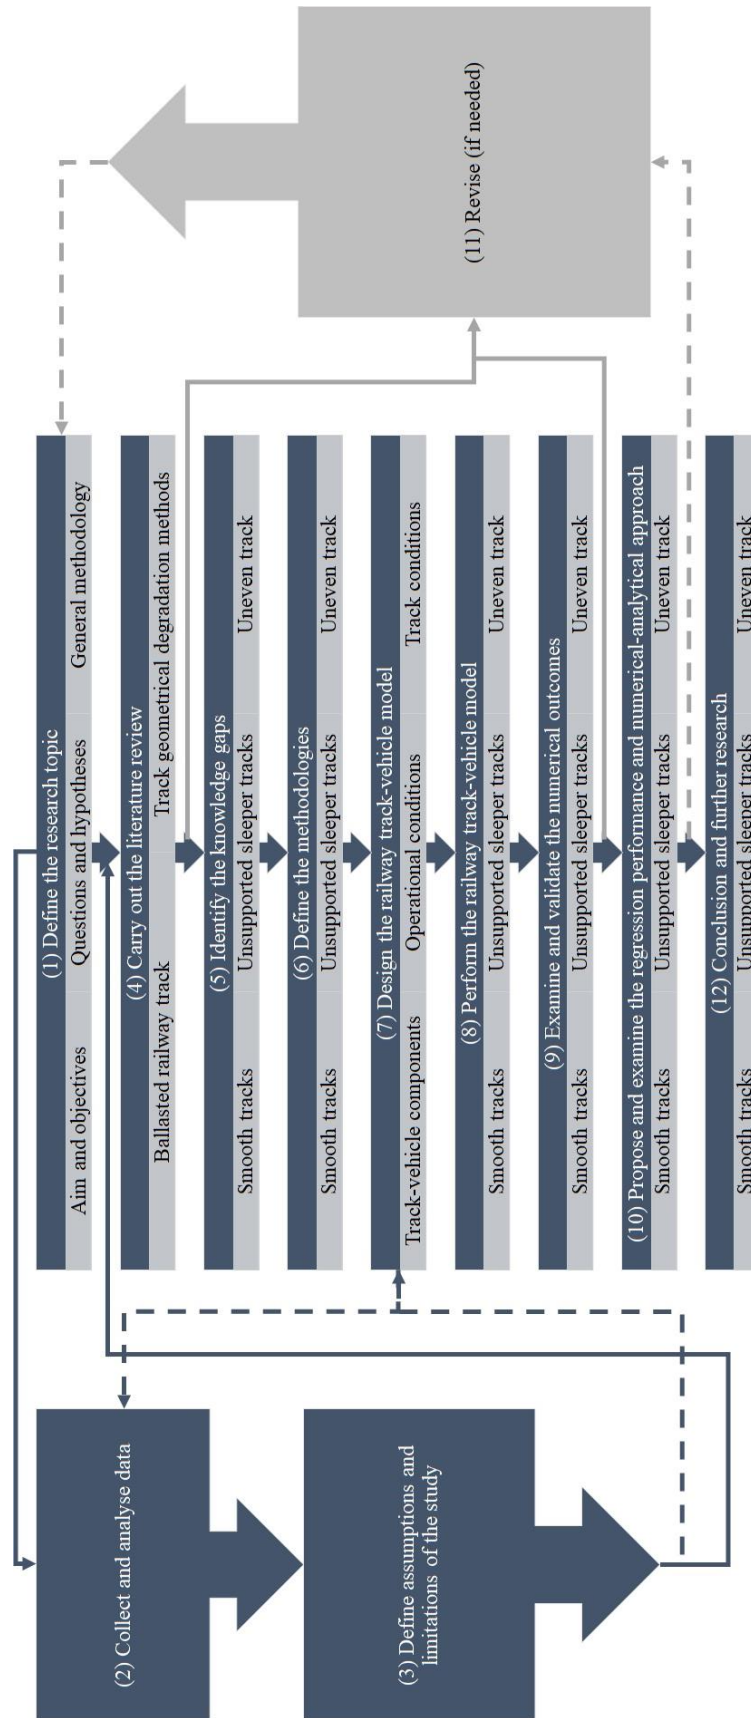 (1) Define the research topic
Aim and objectives Questions and hypotheses General methodology
(2) Collect and analyse data
(3) Define assumptions and
limitations of the study
(4) Carry out the literature review
Ballasted railway track Track geometrical degradation methods
(5) Identify the knowledge gaps
Smooth tracks Unsupported sleeper tracks Uneven track
(6) Define the methodologies
Smooth tracks Unsupported sleeper tracks Uneven track
(7) Design the railway track-vehicle model
Track-vehicle components Operational conditions Track conditions
(8) Perform the railway track-vehicle model
Smooth tracks Unsupported sleeper tracks Uneven track
(9) Examine and validate the numerical outcomes
Smooth tracks Unsupported sleeper tracks Uneven track
(10) Propose and examine the regression performance and numerical-analytical approach
Smooth tracks Unsupported sleeper tracks Uneven track
(11) Revise (if needed)
(12) Conclusion and further research
Smooth tracks Unsupported sleeper tracks Uneven track